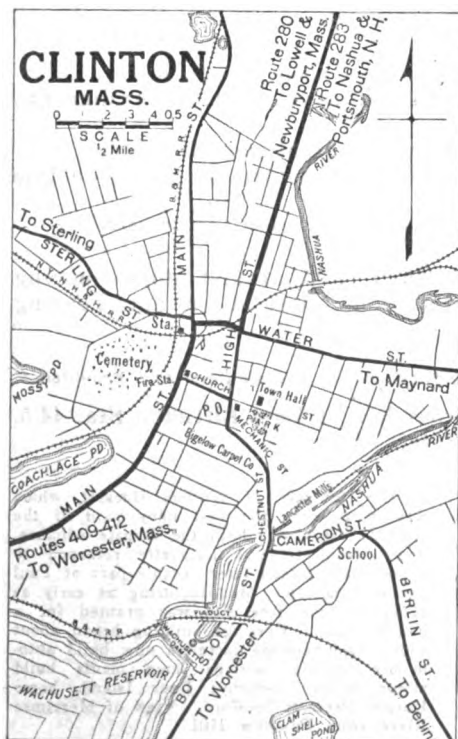 CLINTON
MASS.
0 .1 .2 .3 .4 0.5
SCALE
½ Mile
Route 280
To Lowell &
Newburyport, Mass.
Route 283
To Nashua &
Portsmouth, N. H.
RIVER
NASHUA
MAIN ST.
To Sterling
STERLING ST.
Sta.
HIGH ST.
WATER ST.
To Maynard
MOSSY PD.
Cemetery
Fire-Sta.
CHURCH
Town Hall
ST
P.O.
PARK
MECHANIC ST
Bigelow Carpet Co
COACHLACE PD
MAIN ST.
Routes 409-412
To Worcester, Mass.
CHESTNUT ST
Lancaster Mills
NASHUA RIVER
CAMERON ST.
School
BERLIN ST.
B & M R R
VIADUCT
WACHUSETT DAM
WACHUSETT RESERVOIR
BOYLSTON ST.
To Worcester
To Berlin
CLAM SHELL POND